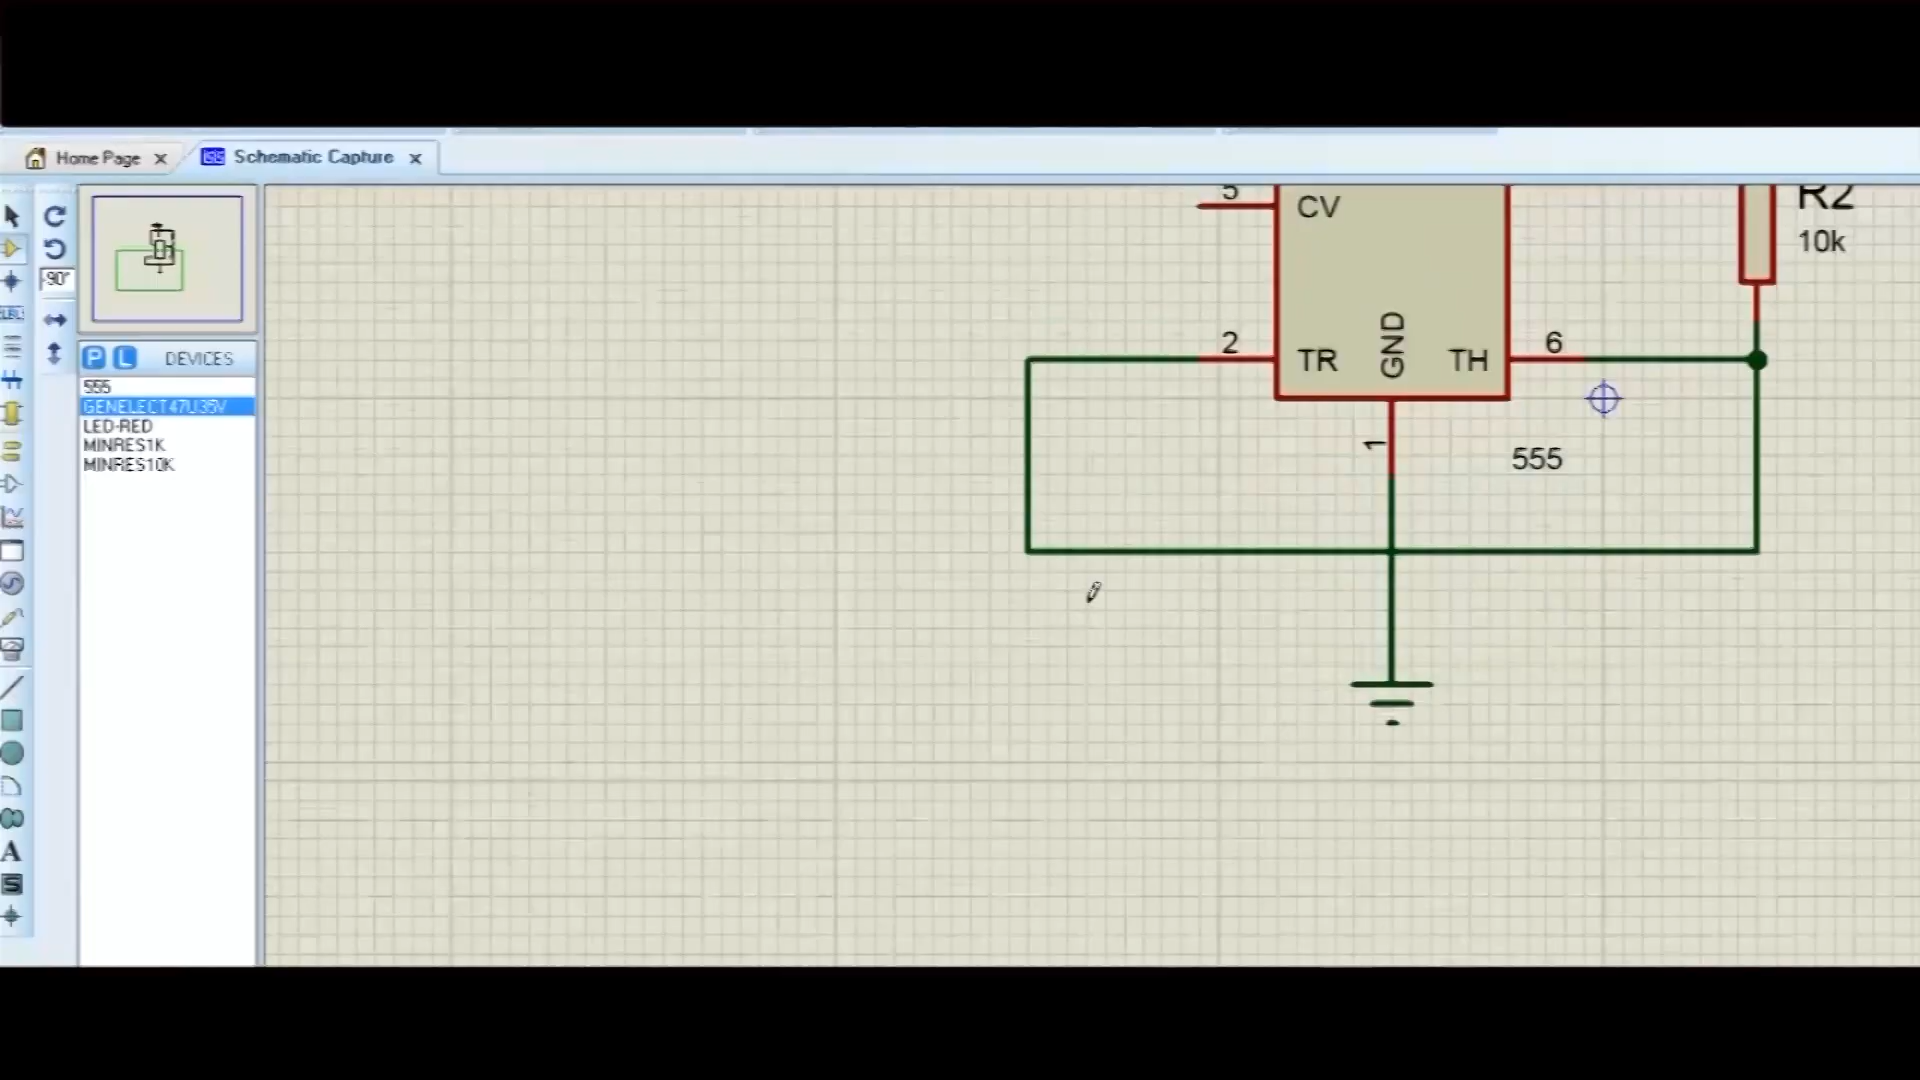 Home Page
Schematic Capture
-90°
P L DEVICES
555
GENELECT47U35V
LED-RED
MINRES1K
MINRES10K
5
CV
R2
10k
2
TR
GND
TH
6
1
555
A
S